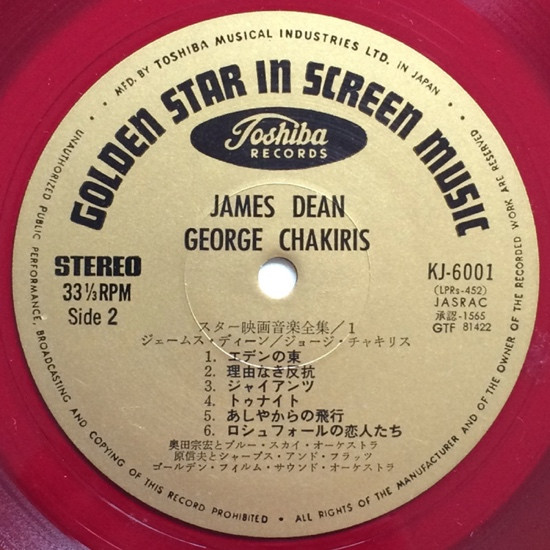 MFD. BY TOSHIBA MUSICAL INDUSTRIES LTD. IN JAPAN
GOLDEN STAR IN SCREEN MUSIC
Toshiba
RECORDS
JAMES DEAN
GEORGE CHAKIRIS
STEREO
33 1/3 RPM
Side 2
KJ-6001
(LPRs-452)
JASRAC
承認-1565
GTF 81422
スター映画音楽全集/1
ジェームス・ディーン/ジョージ・チャキリス
1. エデンの東
2. 理由なき反抗
3. ジャイアンツ
4. トゥナイト
5. あしやからの飛行
6. ロシュフォールの恋人たち
奥田宗宏とブルー・スカイ・オーケストラ
原信夫とシャープス・アンド・フラッツ
ゴールデン・フィルム・サウンド・オーケストラ
UNAUTHORIZED PUBLIC PERFORMANCE, BROADCASTING AND COPYING OF THIS RECORD PROHIBITED • ALL RIGHTS OF THE MANUFACTURER AND OF THE OWNER OF THE RECORDED WORK ARE RESERVED